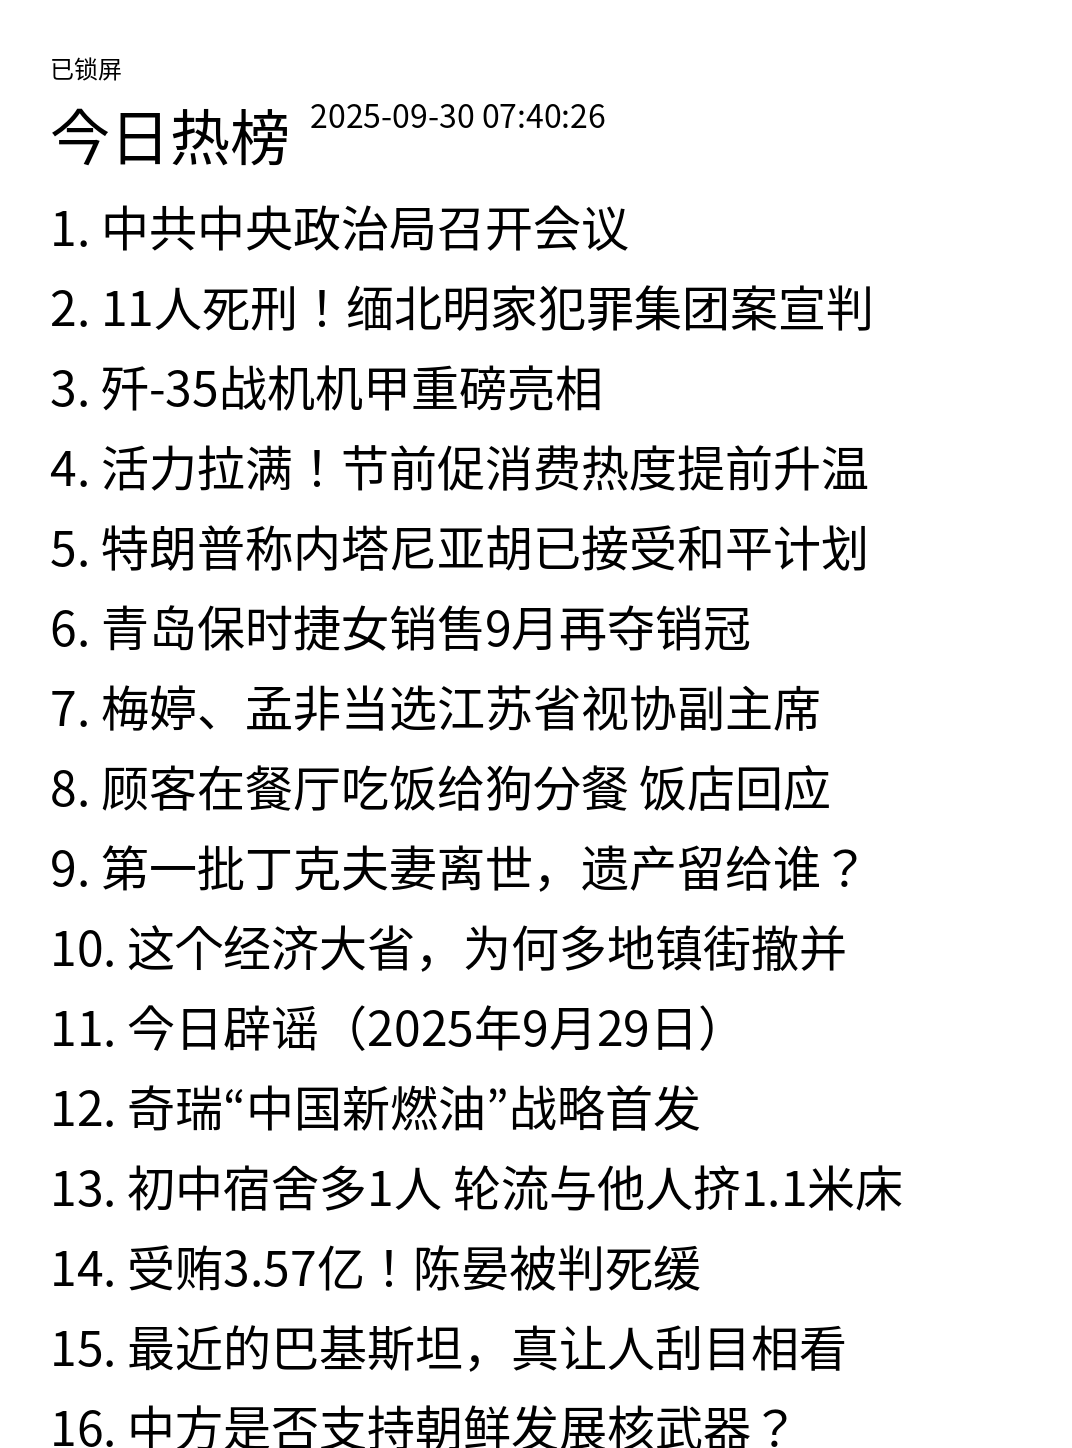 已锁屏
今日热榜 2025-09-30 07:40:26
1. 中共中央政治局召开会议
2. 11人死刑！缅北明家犯罪集团案宣判
3. 歼-35战机机甲重磅亮相
4. 活力拉满！节前促消费热度提前升温
5. 特朗普称内塔尼亚胡已接受和平计划
6. 青岛保时捷女销售9月再夺销冠
7. 梅婷、孟非当选江苏省视协副主席
8. 顾客在餐厅吃饭给狗分餐 饭店回应
9. 第一批丁克夫妻离世，遗产留给谁？
10. 这个经济大省，为何多地镇街撤并
11. 今日辟谣（2025年9月29日）
12. 奇瑞“中国新燃油”战略首发
13. 初中宿舍多1人 轮流与他人挤1.1米床
14. 受贿3.57亿！陈晏被判死缓
15. 最近的巴基斯坦，真让人刮目相看
16. 中方是否支持朝鲜发展核武器？